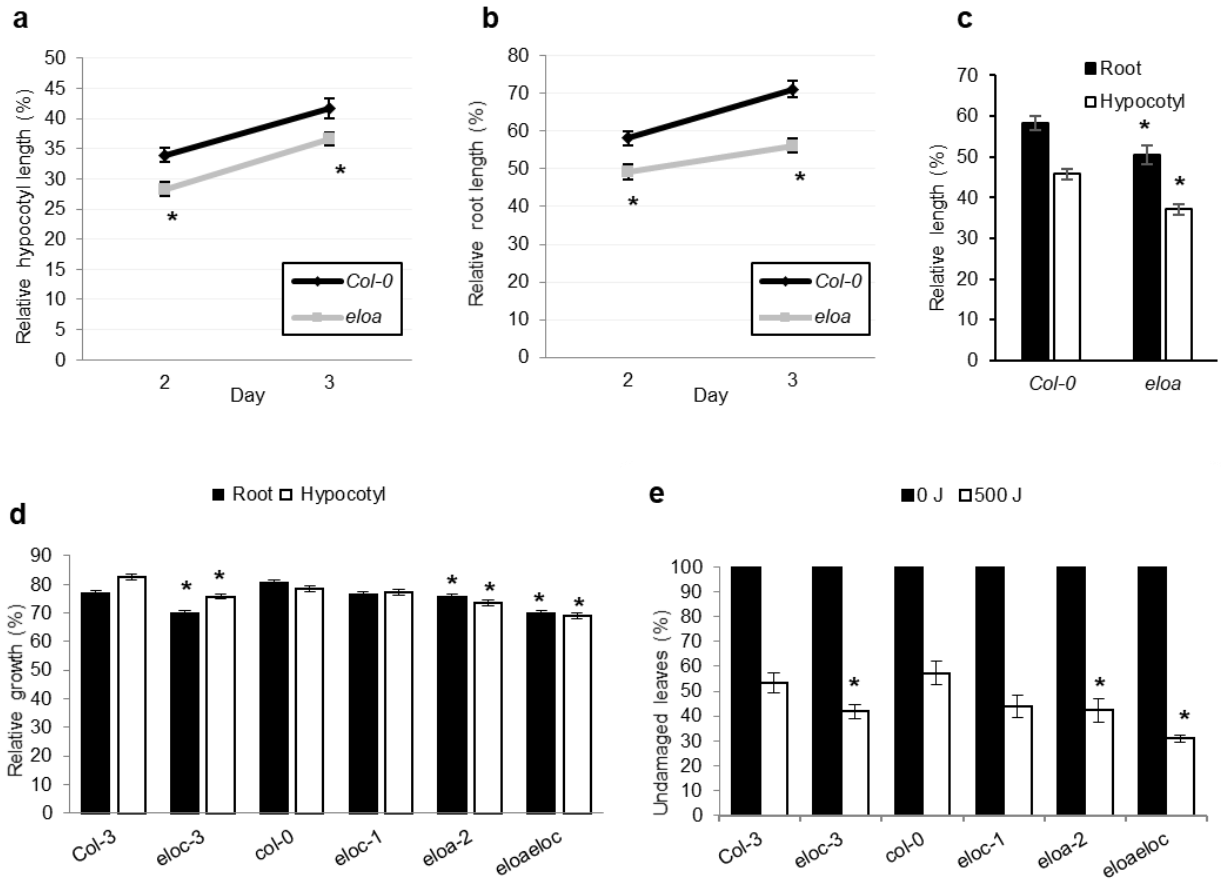 a
Relative hypocotyl length (%)
50
45
40
35
30
25
20
15
10
5
0
*
*
Col-0
eloa
2
3
Day
b
Relative root length (%)
80
70
60
50
40
30
20
10
0
*
*
Col-0
eloa
2
3
Day
c
Relative length (%)
70
60
50
40
30
20
10
0
Root
Hypocotyl
*
*
Col-0
eloa
d
Root Hypocotyl
Relative growth (%)
90
80
70
60
50
40
30
20
10
0
* * * * * *
Col-3
eloc-3
col-0
eloc-1
eloa-2
eloaeloc
e
0 J 500 J
Undamaged leaves (%)
100
90
80
70
60
50
40
30
20
10
0
* * *
Col-3
eloc-3
col-0
eloc-1
eloa-2
eloaeloc